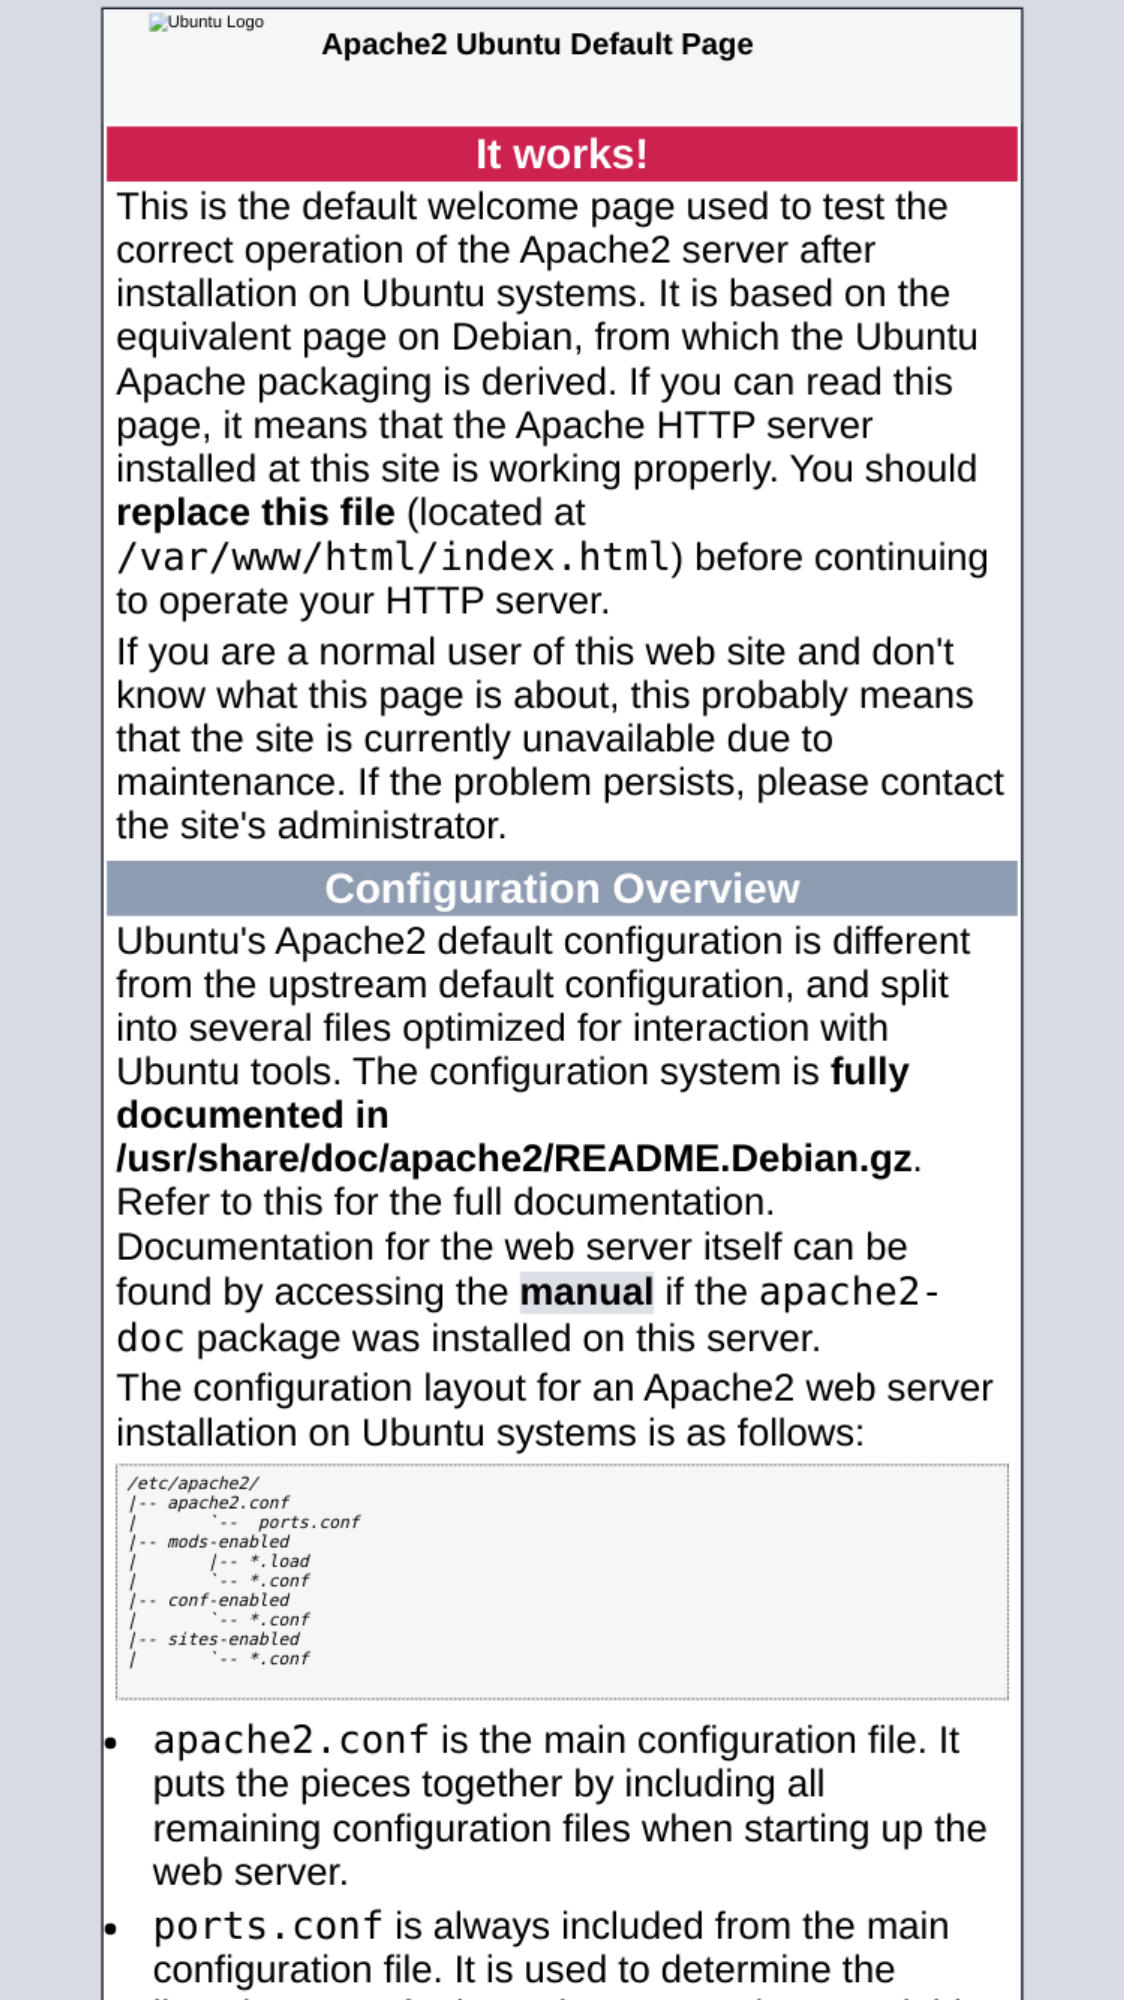 Ubuntu Logo
Apache2 Ubuntu Default Page
It works!
This is the default welcome page used to test the
correct operation of the Apache2 server after
installation on Ubuntu systems. It is based on the
equivalent page on Debian, from which the Ubuntu
Apache packaging is derived. If you can read this
page, it means that the Apache HTTP server
installed at this site is working properly. You should
replace this file (located at
/var/www/html/index.html) before continuing
to operate your HTTP server.
If you are a normal user of this web site and don't
know what this page is about, this probably means
that the site is currently unavailable due to
maintenance. If the problem persists, please contact
the site's administrator.
Configuration Overview
Ubuntu's Apache2 default configuration is different
from the upstream default configuration, and split
into several files optimized for interaction with
Ubuntu tools. The configuration system is fully
documented in
/usr/share/doc/apache2/README.Debian.gz.
Refer to this for the full documentation.
Documentation for the web server itself can be
found by accessing the manual if the apache2-
doc package was installed on this server.
The configuration layout for an Apache2 web server
installation on Ubuntu systems is as follows:
/etc/apache2/
|-- apache2.conf
|       `--  ports.conf
|-- mods-enabled
|       |-- *.load
|       `-- *.conf
|-- conf-enabled
|       `-- *.conf
|-- sites-enabled
|       `-- *.conf
• apache2.conf is the main configuration file. It
puts the pieces together by including all
remaining configuration files when starting up the
web server.
• ports.conf is always included from the main
configuration file. It is used to determine the